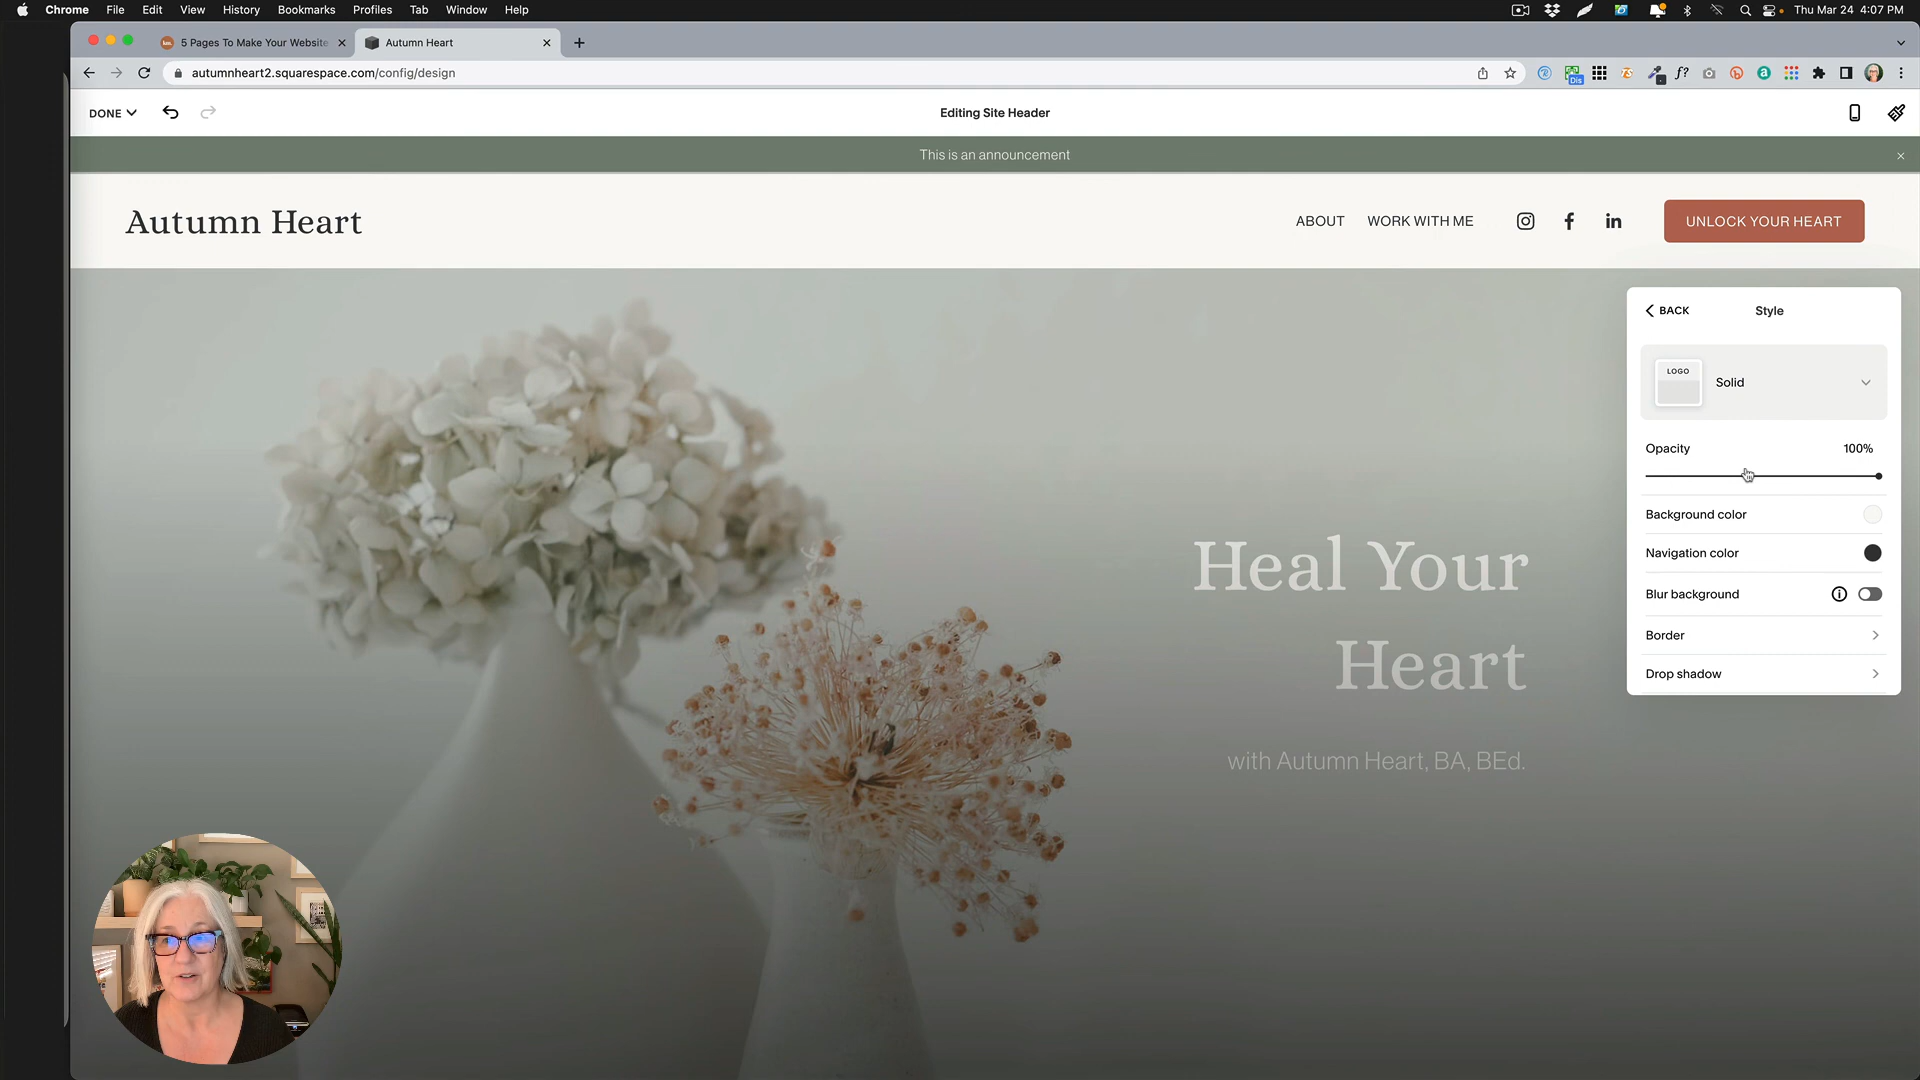 Chrome File Edit View History Bookmarks Profiles Tab Window Help
Thu Mar 24 4:07 PM
5 Pages To Make Your Website
Autumn Heart
autumnheart2.squarespace.com/config/design
Dis
f?
DONE
Editing Site Header
This is an announcement
Autumn Heart
ABOUT
WORK WITH ME
in
UNLOCK YOUR HEART
BACK
Style
LOGO
Solid
Opacity
100%
Background color
Navigation color
Blur background
Border
Drop shadow
Heal Your
Heart
with Autumn Heart, BA, BEd.